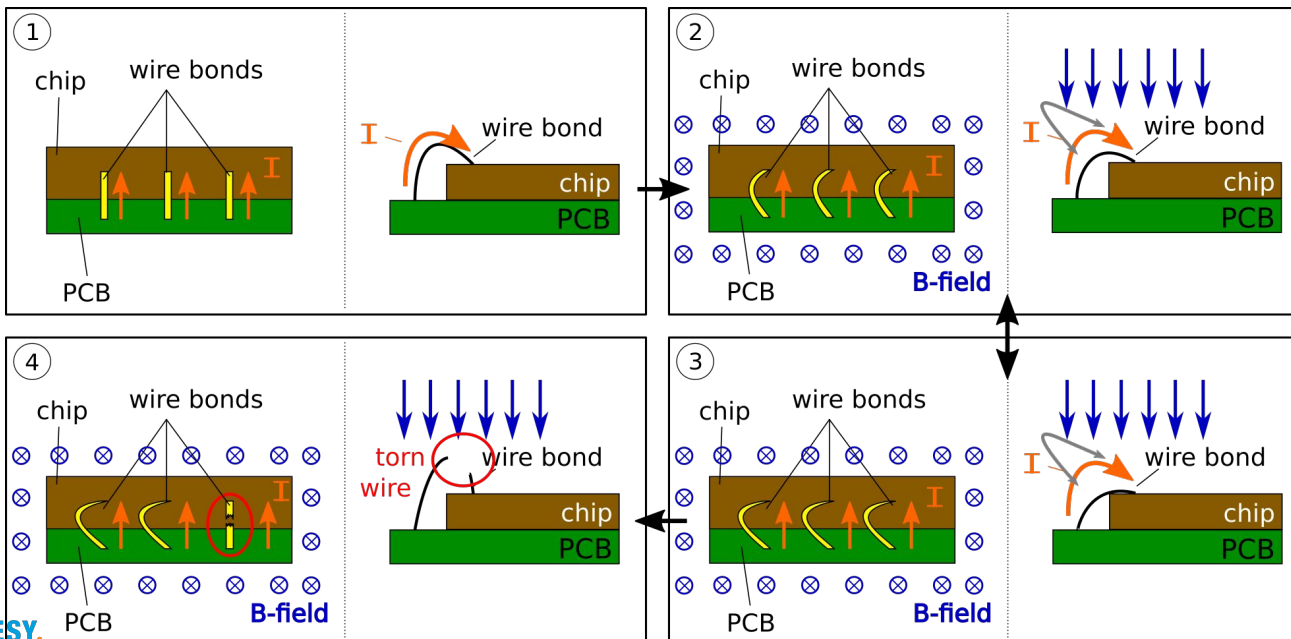 1
chip
wire bonds
I
PCB
I
wire bond
chip
PCB
2
chip
wire bonds
I
PCB
B-field
I
wire bond
chip
PCB
4
chip
wire bonds
I
PCB
B-field
torn
wire
wire bond
chip
PCB
3
chip
wire bonds
I
PCB
B-field
I
wire bond
chip
PCB